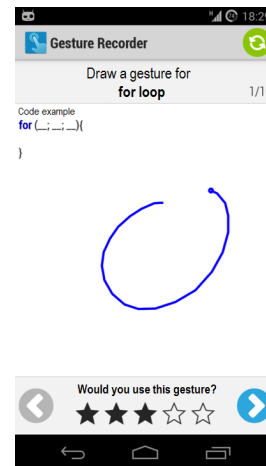 18:29
Gesture Recorder
Draw a gesture for
for loop
1/1
Code example
for (__; __; __){
}
Would you use this gesture?